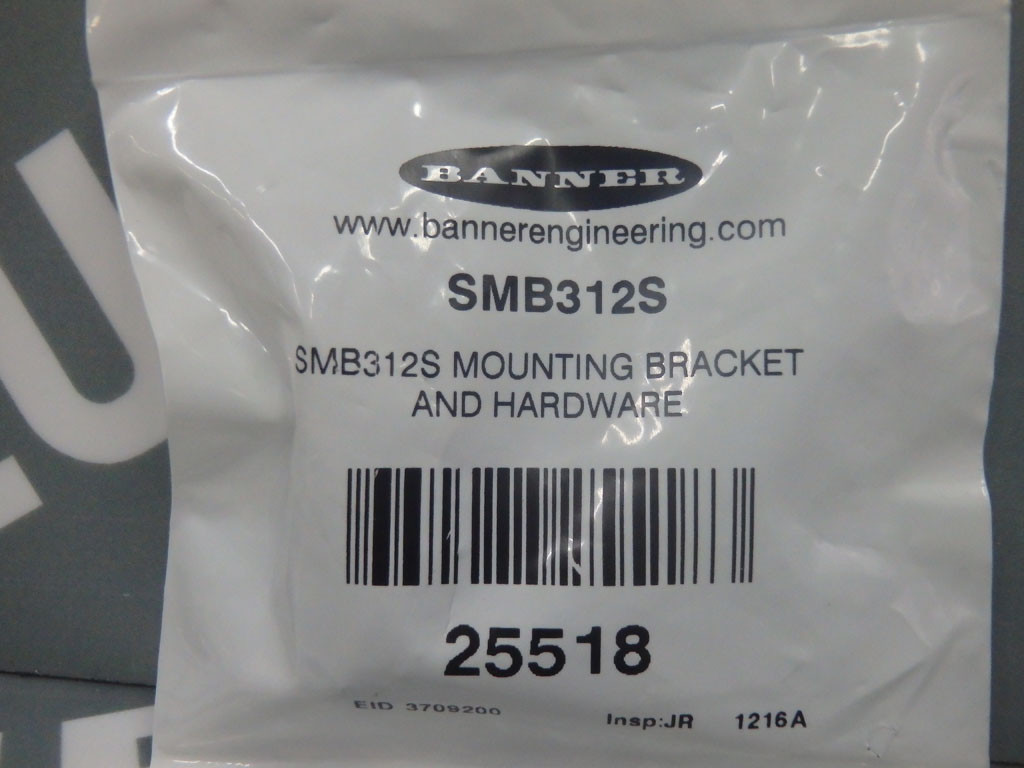 BANNER
www.bannerengineering.com
SMB312S
SMB312S MOUNTING BRACKET
AND HARDWARE
25518
EID 3709200
Insp:JR 1216A